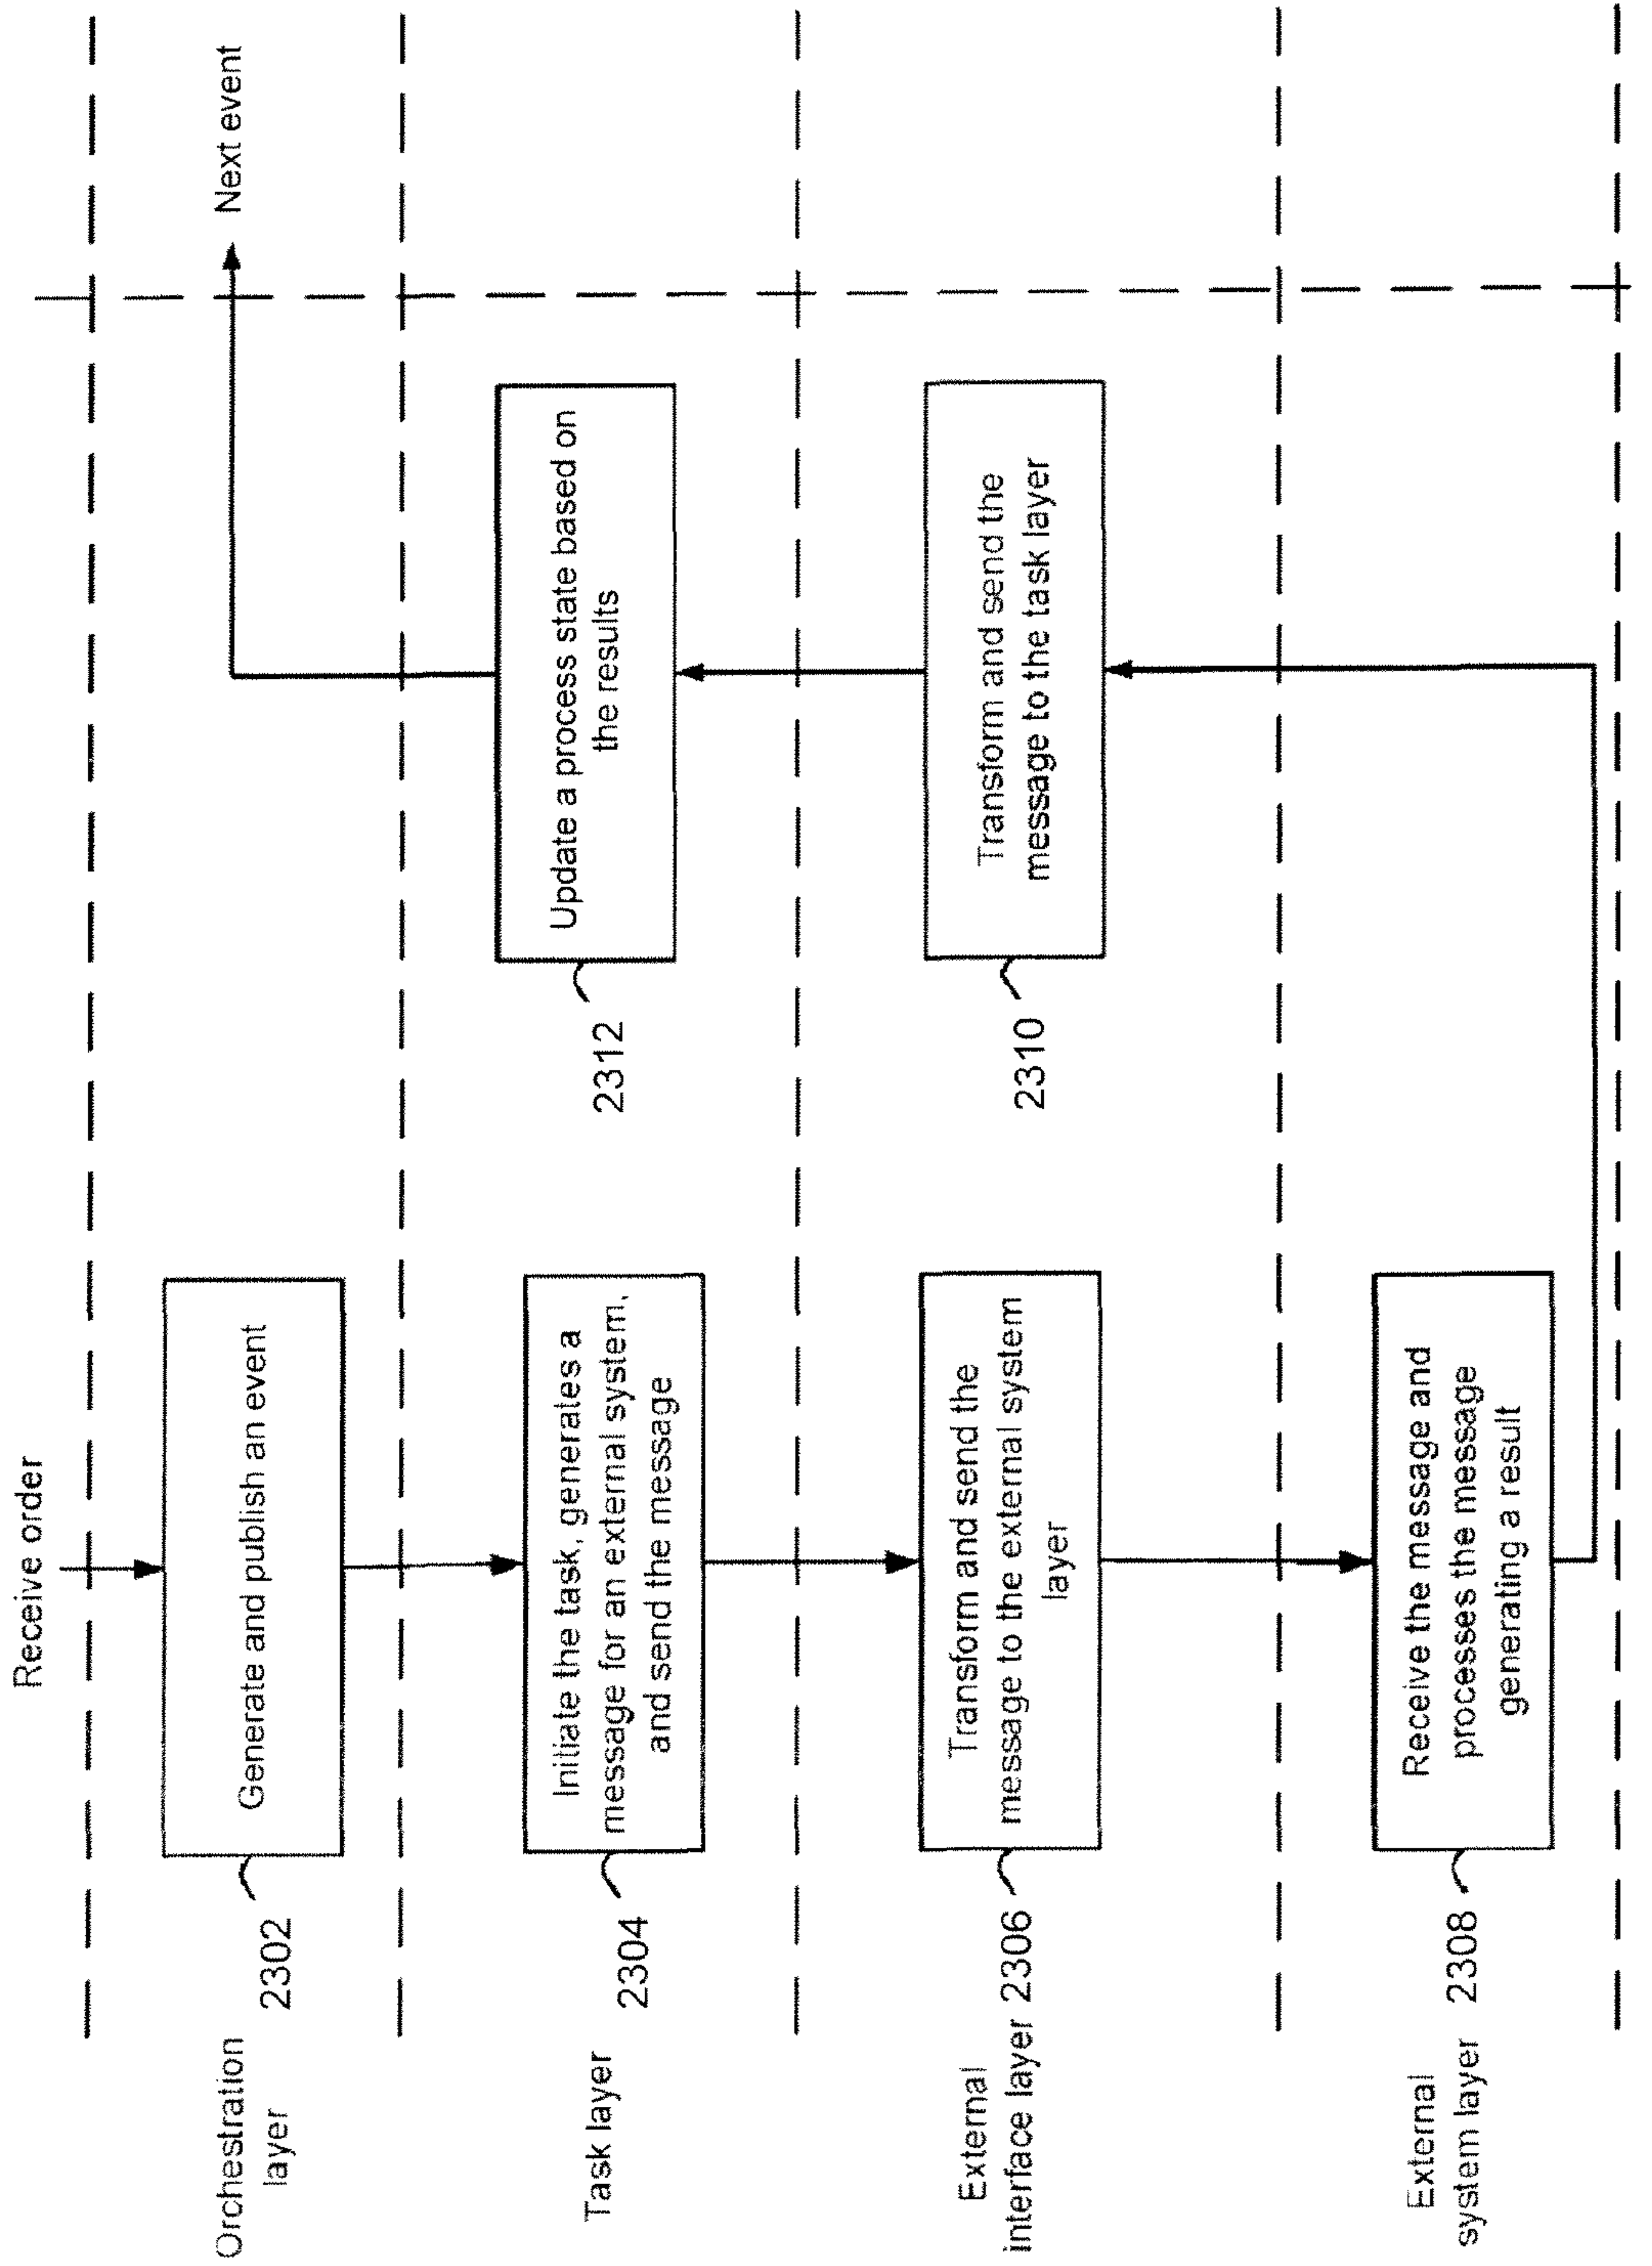 Receive order
Orchestration
layer
2302
Generate and publish an event
Next event
Task layer
2304
Initiate the task, generates a
message for an external system,
and send the message
2312
Update a process state based on
the results
External
interface layer
2306
Transform and send the
message to the external system
layer
2310
Transform and send the
message to the task layer
External
system layer
2308
Receive the message and
processes the message
generating a result